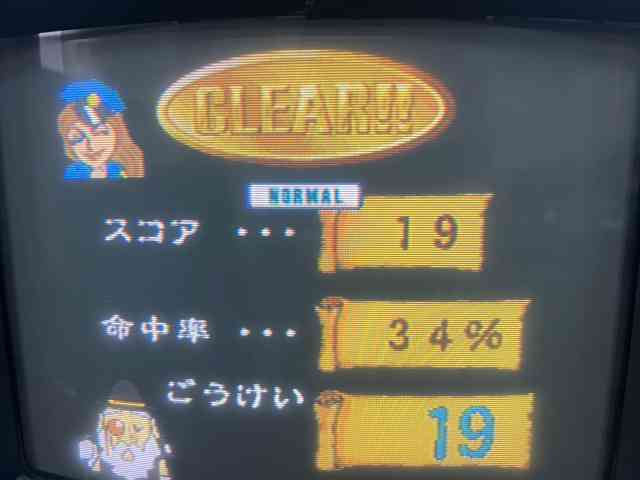 CLEAR!!
NORMAL
スコア ・・・ 19
命中率 ・・・ 34%
ごうけい 19